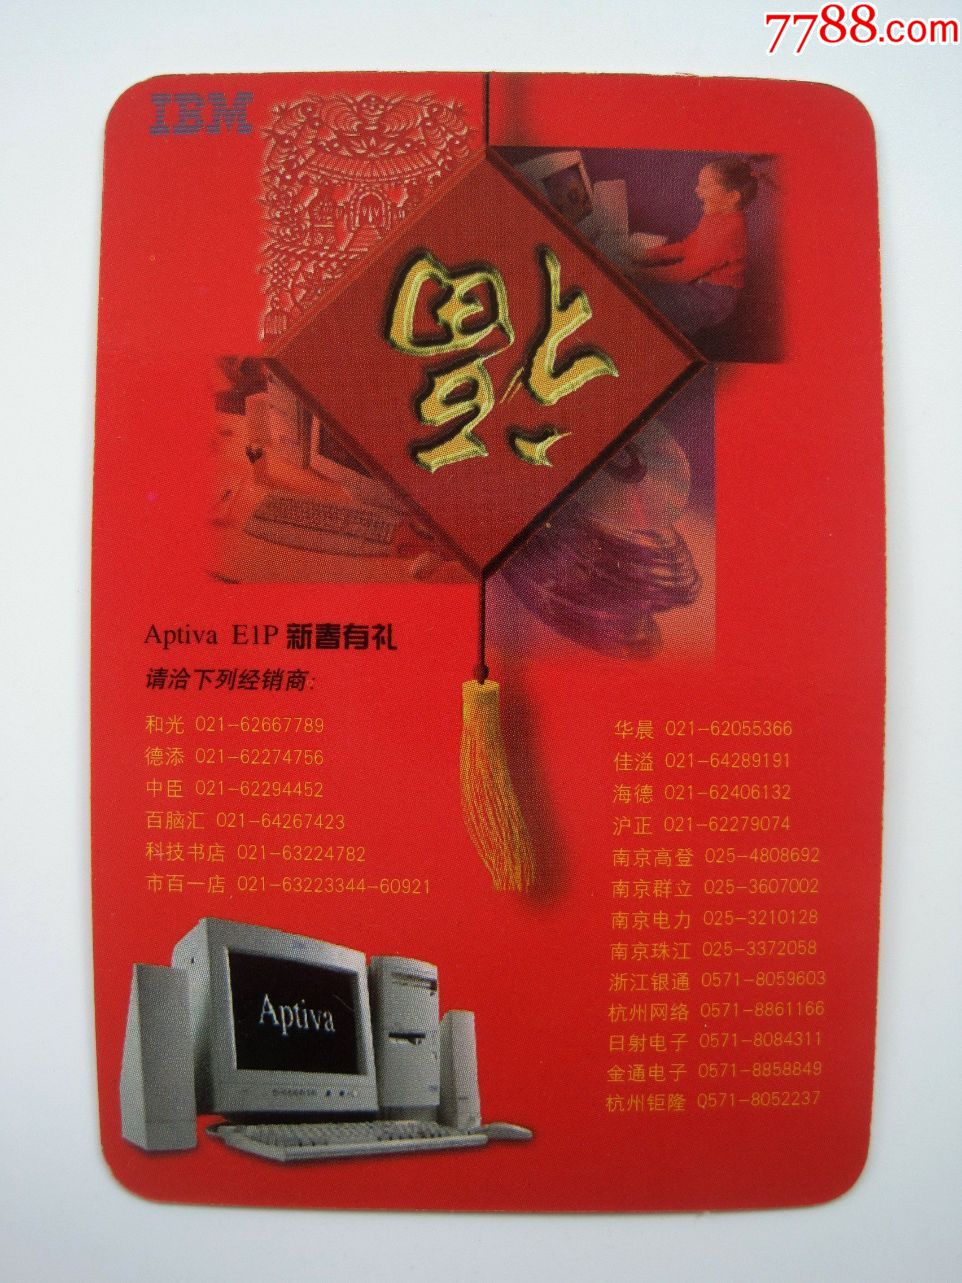 7788.com
IBM
福
Aptiva E1P 新春有礼
请洽下列经销商:
和光 021-62667789
德添 021-62274756
中臣 021-62294452
百脑汇 021-64267423
科技书店 021-63224782
市百一店 021-63223344-60921
华晨 021-62055366
佳溢 021-64289191
海德 021-62406132
沪正 021-62279074
南京高登 025-4808692
南京群立 025-3607002
南京电力 025-3210128
南京珠江 025-3372058
浙江银通 0571-8059603
杭州网络 0571-8861166
日射电子 0571-8084311
金通电子 0571-8858849
杭州钜隆 0571-8052237
Aptiva